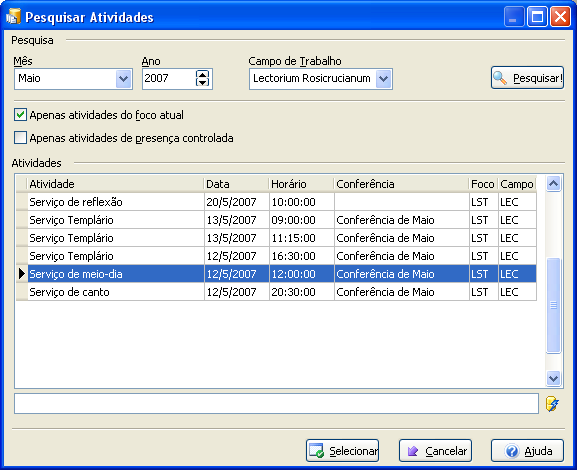 Pesquisar Atividades
Pesquisa
Mês Ano Campo de Trabalho
Maio 2007 Lectorium Rosicrucianum Pesquisar!
Apenas atividades do foco atual
Apenas atividades de presença controlada
Atividades
Atividade Data Horário Conferência Foco Campo
Serviço de reflexão 20/5/2007 10:00:00 LST LEC
Serviço Templário 13/5/2007 09:00:00 Conferência de Maio LST LEC
Serviço Templário 13/5/2007 11:15:00 Conferência de Maio LST LEC
Serviço Templário 12/5/2007 16:30:00 Conferência de Maio LST LEC
Serviço de meio-dia 12/5/2007 12:00:00 Conferência de Maio LST LEC
Serviço de canto 12/5/2007 20:30:00 Conferência de Maio LST LEC
Selecionar Cancelar Ajuda